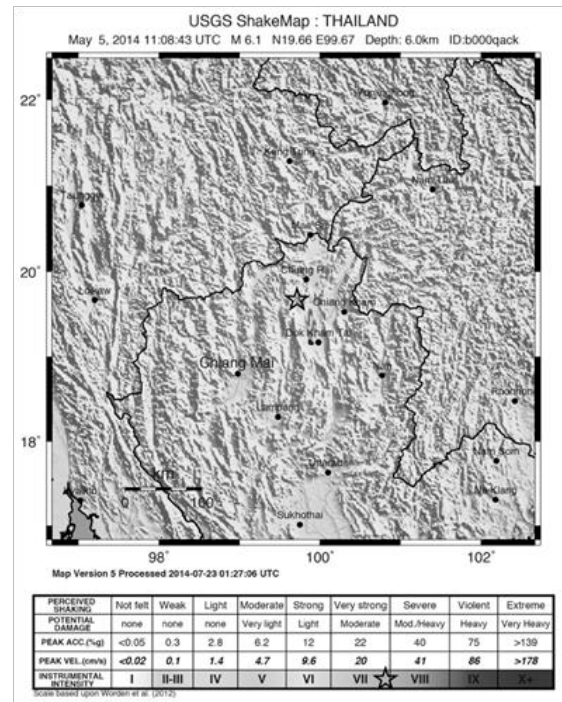 USGS ShakeMap : THAILAND
May 5, 2014 11:08:43 UTC M 6.1 N19.66 E99.67 Depth: 6.0km ID:b000qack
22˚
20˚
18˚
Chiang Mai
Lampang
Sukhothai
km
0 100
98˚ 100˚ 102˚
Map Version 5 Processed 2014-07-23 01:27:06 UTC
PERCEIVED SHAKING Not felt Weak Light Moderate Strong Very strong Severe Violent Extreme
POTENTIAL DAMAGE none none none Very light Light Moderate Mod./Heavy Heavy Very Heavy
PEAK ACC.(%g) <0.05 0.3 2.8 6.2 12 22 40 75 >139
PEAK VEL.(cm/s) <0.02 0.1 1.4 4.7 9.6 20 41 86 >178
INSTRUMENTAL INTENSITY I II-III IV V VI VII VIII IX X+
Scale based upon Worden et al. (2012)